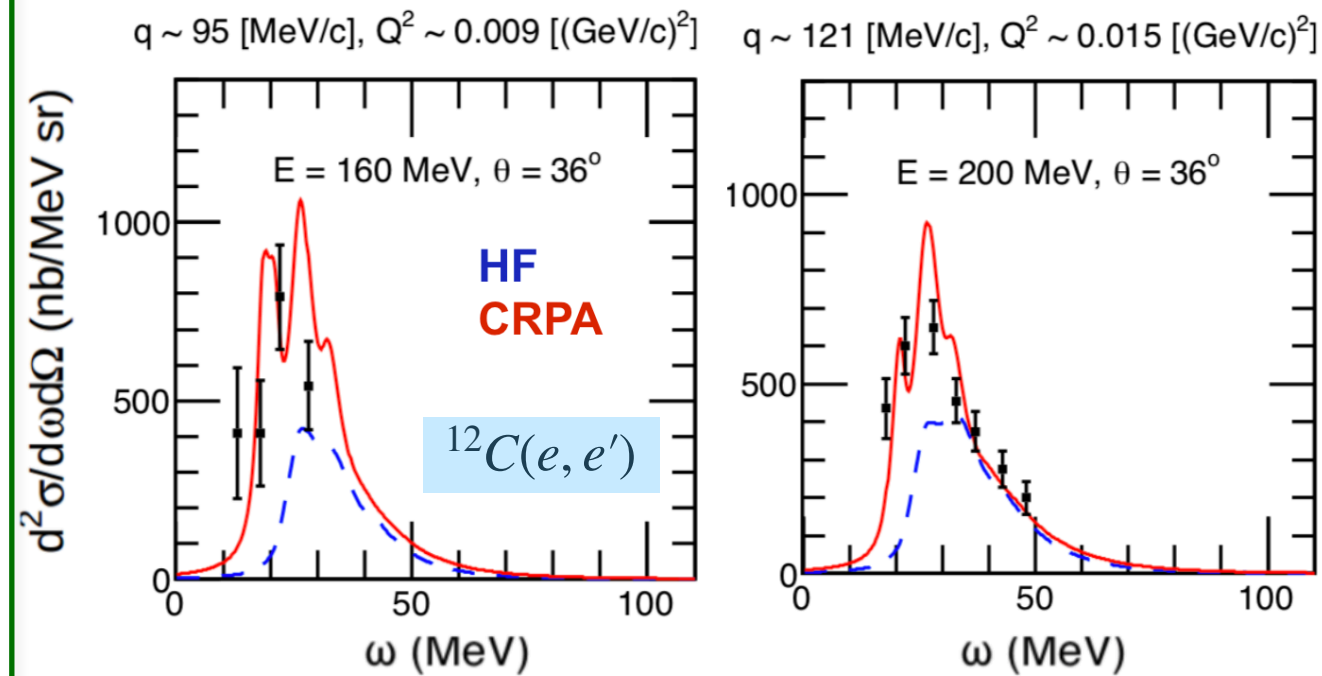 q ~ 95 [MeV/c], Q² ~ 0.009 [(GeV/c)²]
q ~ 121 [MeV/c], Q² ~ 0.015 [(GeV/c)²]
d²σ/dωdΩ (nb/MeV sr)
E = 160 MeV, θ = 36°
1000
500
0
HF
CRPA
¹²C(e, e′)
0
50
100
ω (MeV)
E = 200 MeV, θ = 36°
1000
500
0
0
50
100
ω (MeV)